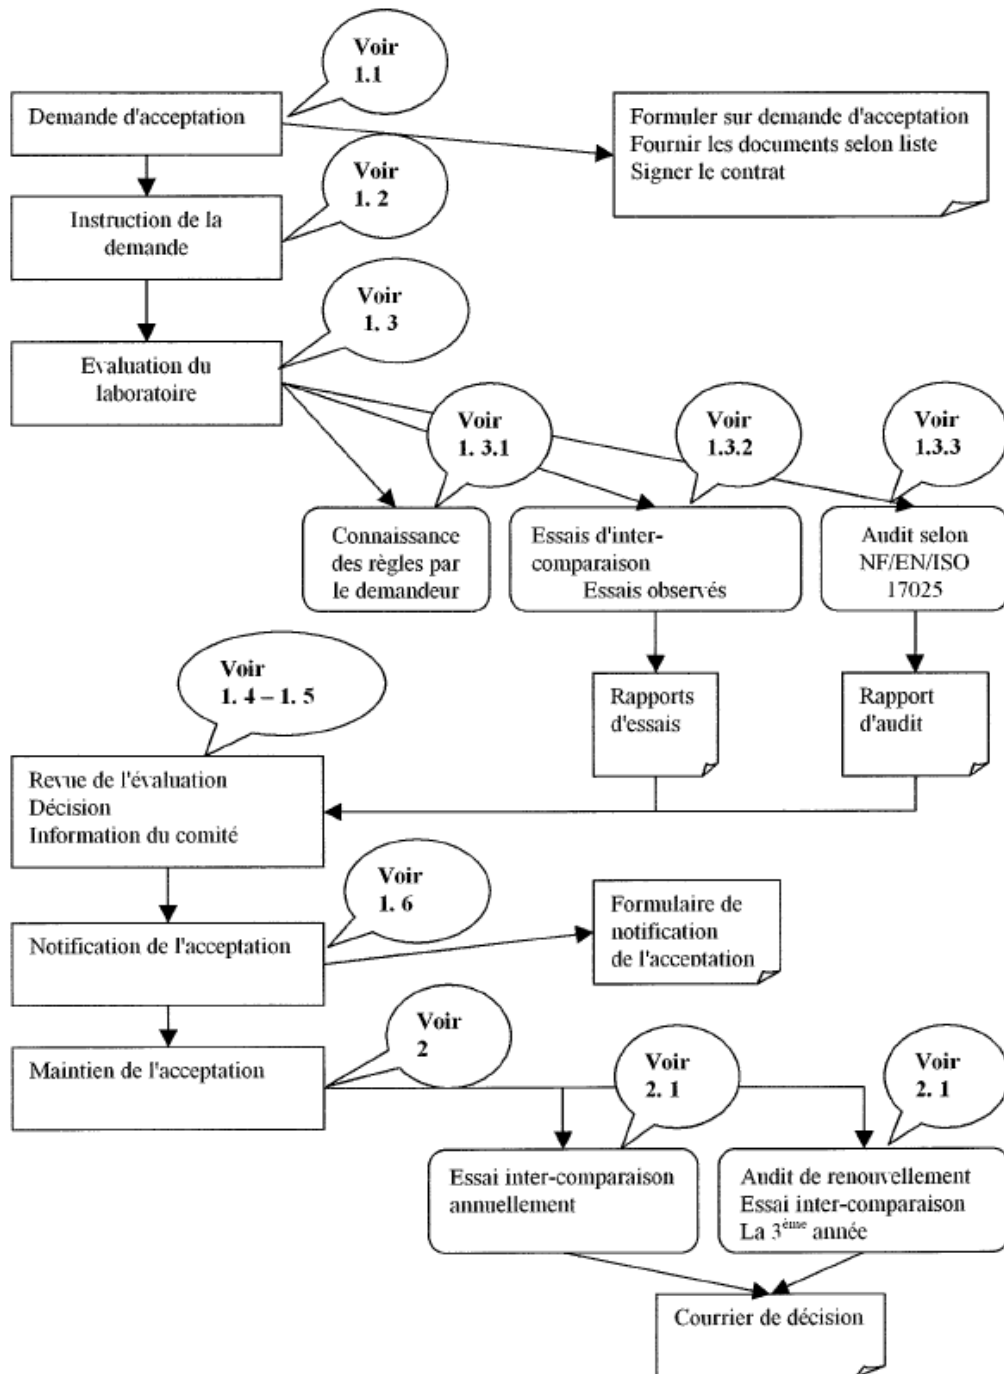 Voir
1.1
Demande d'acceptation
Formuler sur demande d'acceptation
Fournir les documents selon liste
Signer le contrat
Voir
1. 2
Instruction de la
demande
Voir
1. 3
Evaluation du
laboratoire
Voir
1. 3.1
Voir
1.3.2
Voir
1.3.3
Connaissance
des règles par
le demandeur
Essais d'inter-
comparaison
Essais observés
Audit selon
NF/EN/ISO
17025
Voir
1. 4 – 1. 5
Rapports
d'essais
Rapport
d'audit
Revue de l'évaluation
Décision
Information du comité
Voir
1. 6
Notification de l'acceptation
Formulaire de
notification
de l'acceptation
Voir
2
Maintien de l'acceptation
Voir
2. 1
Voir
2. 1
Essai inter-comparaison
annuellement
Audit de renouvellement
Essai inter-comparaison
La 3ème année
Courrier de décision